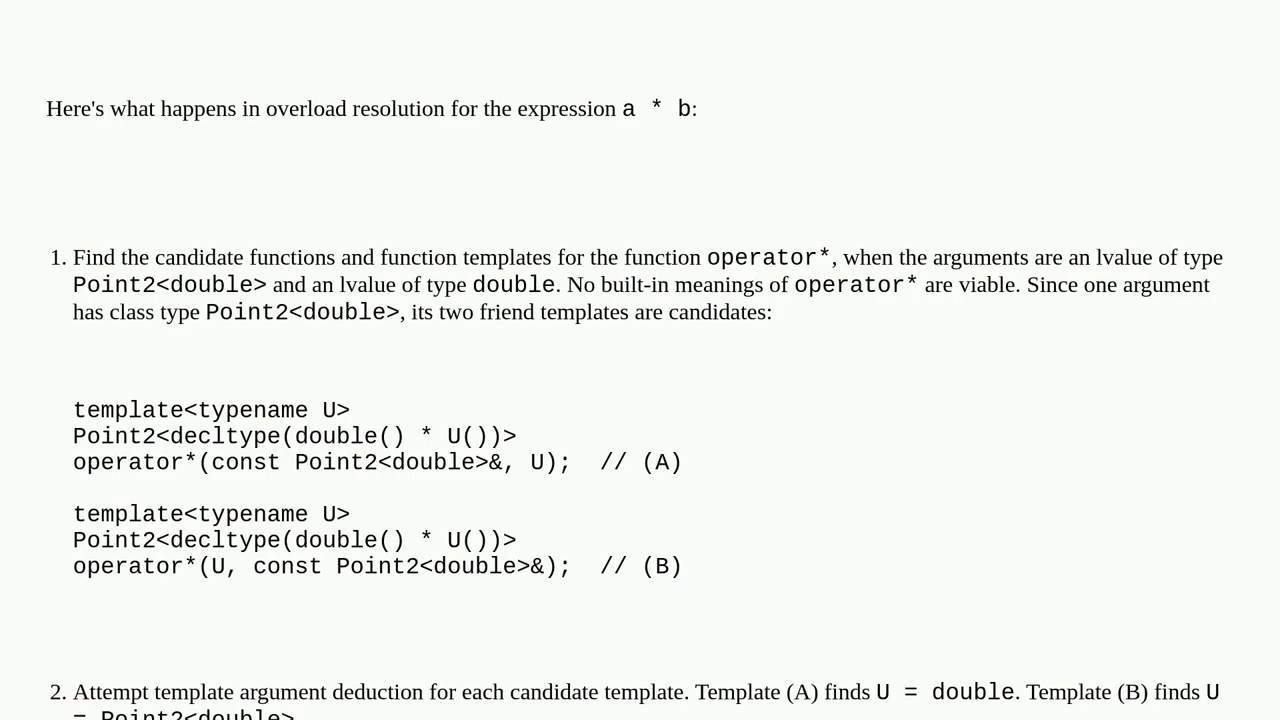 Here's what happens in overload resolution for the expression a * b:
1. Find the candidate functions and function templates for the function operator*, when the arguments are an lvalue of type
Point2<double> and an lvalue of type double. No built-in meanings of operator* are viable. Since one argument
has class type Point2<double>, its two friend templates are candidates:
template<typename U>
Point2<decltype(double() * U())>
operator*(const Point2<double>&, U);  // (A)
template<typename U>
Point2<decltype(double() * U())>
operator*(U, const Point2<double>&);  // (B)
2. Attempt template argument deduction for each candidate template. Template (A) finds U = double. Template (B) finds U
= Point2<double>.